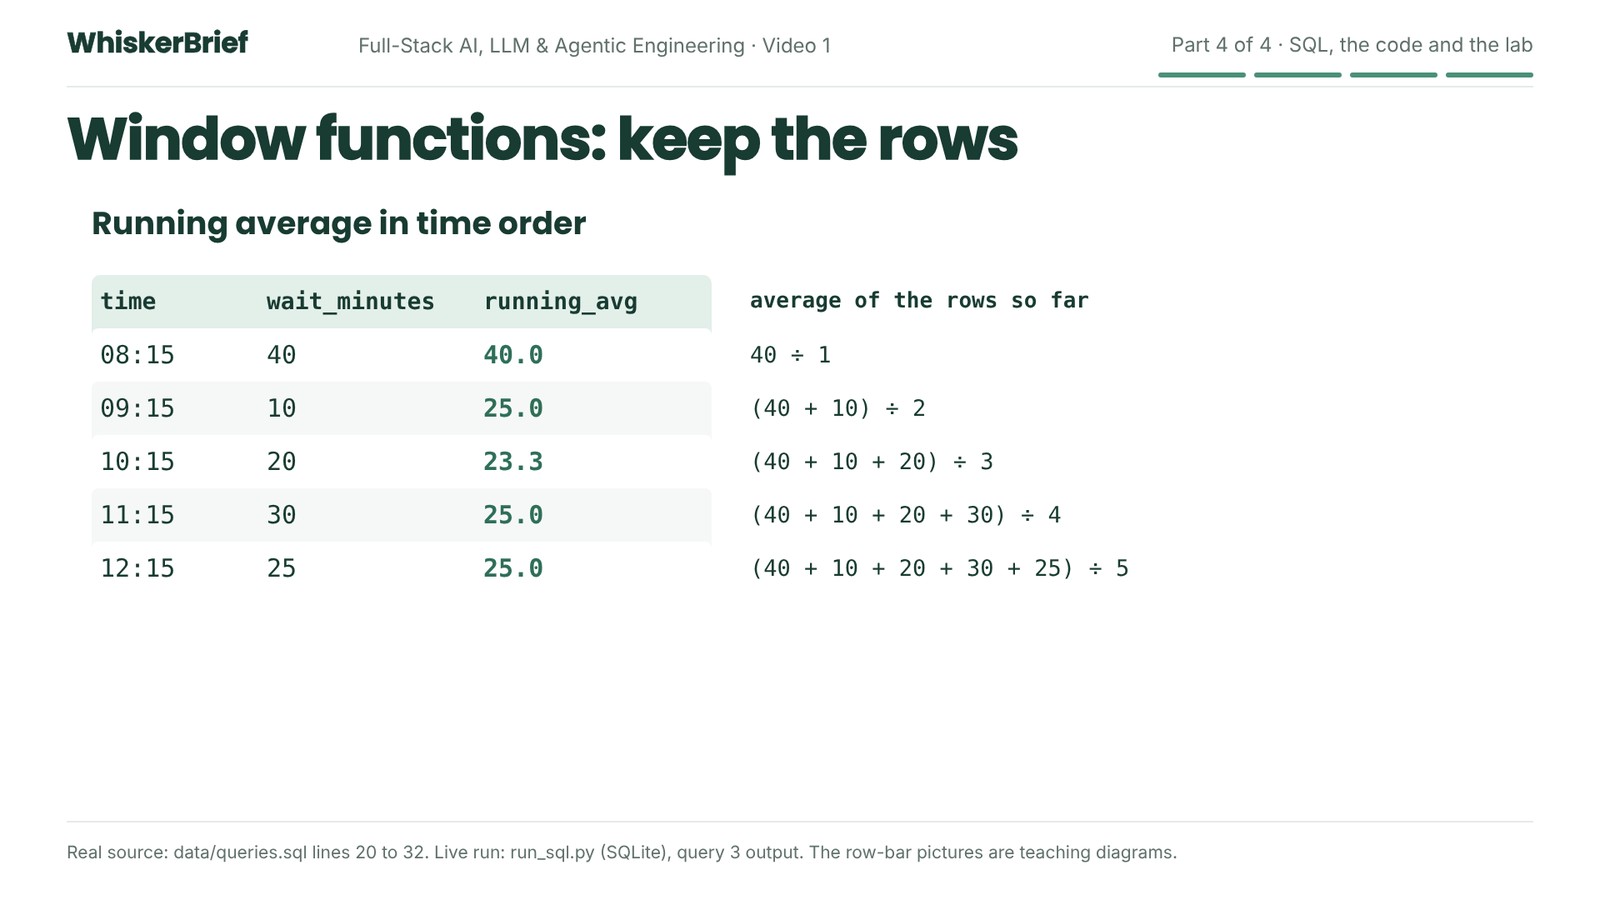 WhiskerBrief
Full-Stack AI, LLM & Agentic Engineering · Video 1
Part 4 of 4 · SQL, the code and the lab
Window functions: keep the rows
Running average in time order
time wait_minutes running_avg average of the rows so far
08:15 40 40.0 40 ÷ 1
09:15 10 25.0 (40 + 10) ÷ 2
10:15 20 23.3 (40 + 10 + 20) ÷ 3
11:15 30 25.0 (40 + 10 + 20 + 30) ÷ 4
12:15 25 25.0 (40 + 10 + 20 + 30 + 25) ÷ 5
Real source: data/queries.sql lines 20 to 32. Live run: run_sql.py (SQLite), query 3 output. The row-bar pictures are teaching diagrams.